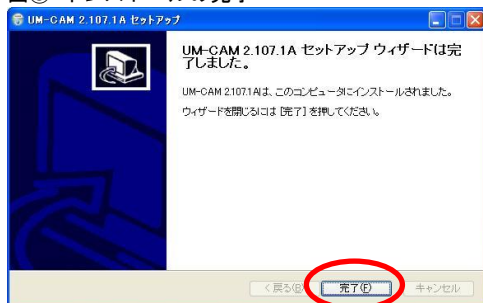 UM-CAM 2.107.1A セットアップ
UM-CAM 2.107.1A セットアップ ウィザードは完
了しました。
UM-CAM 2.107.1Aは、このコンピュータにインストールされました。
ウィザードを閉じるには [完了] を押してください。
< 戻る(B) 完了(F) キャンセル